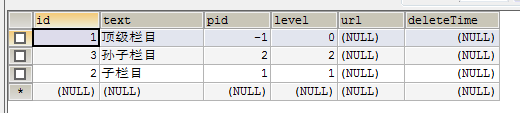 id text pid level url deleteTime
1 顶级栏目 -1 0 (NULL) (NULL)
3 孙子栏目 2 2 (NULL) (NULL)
2 子栏目 1 1 (NULL) (NULL)
* (NULL) (NULL) (NULL) (NULL) (NULL) (NULL)